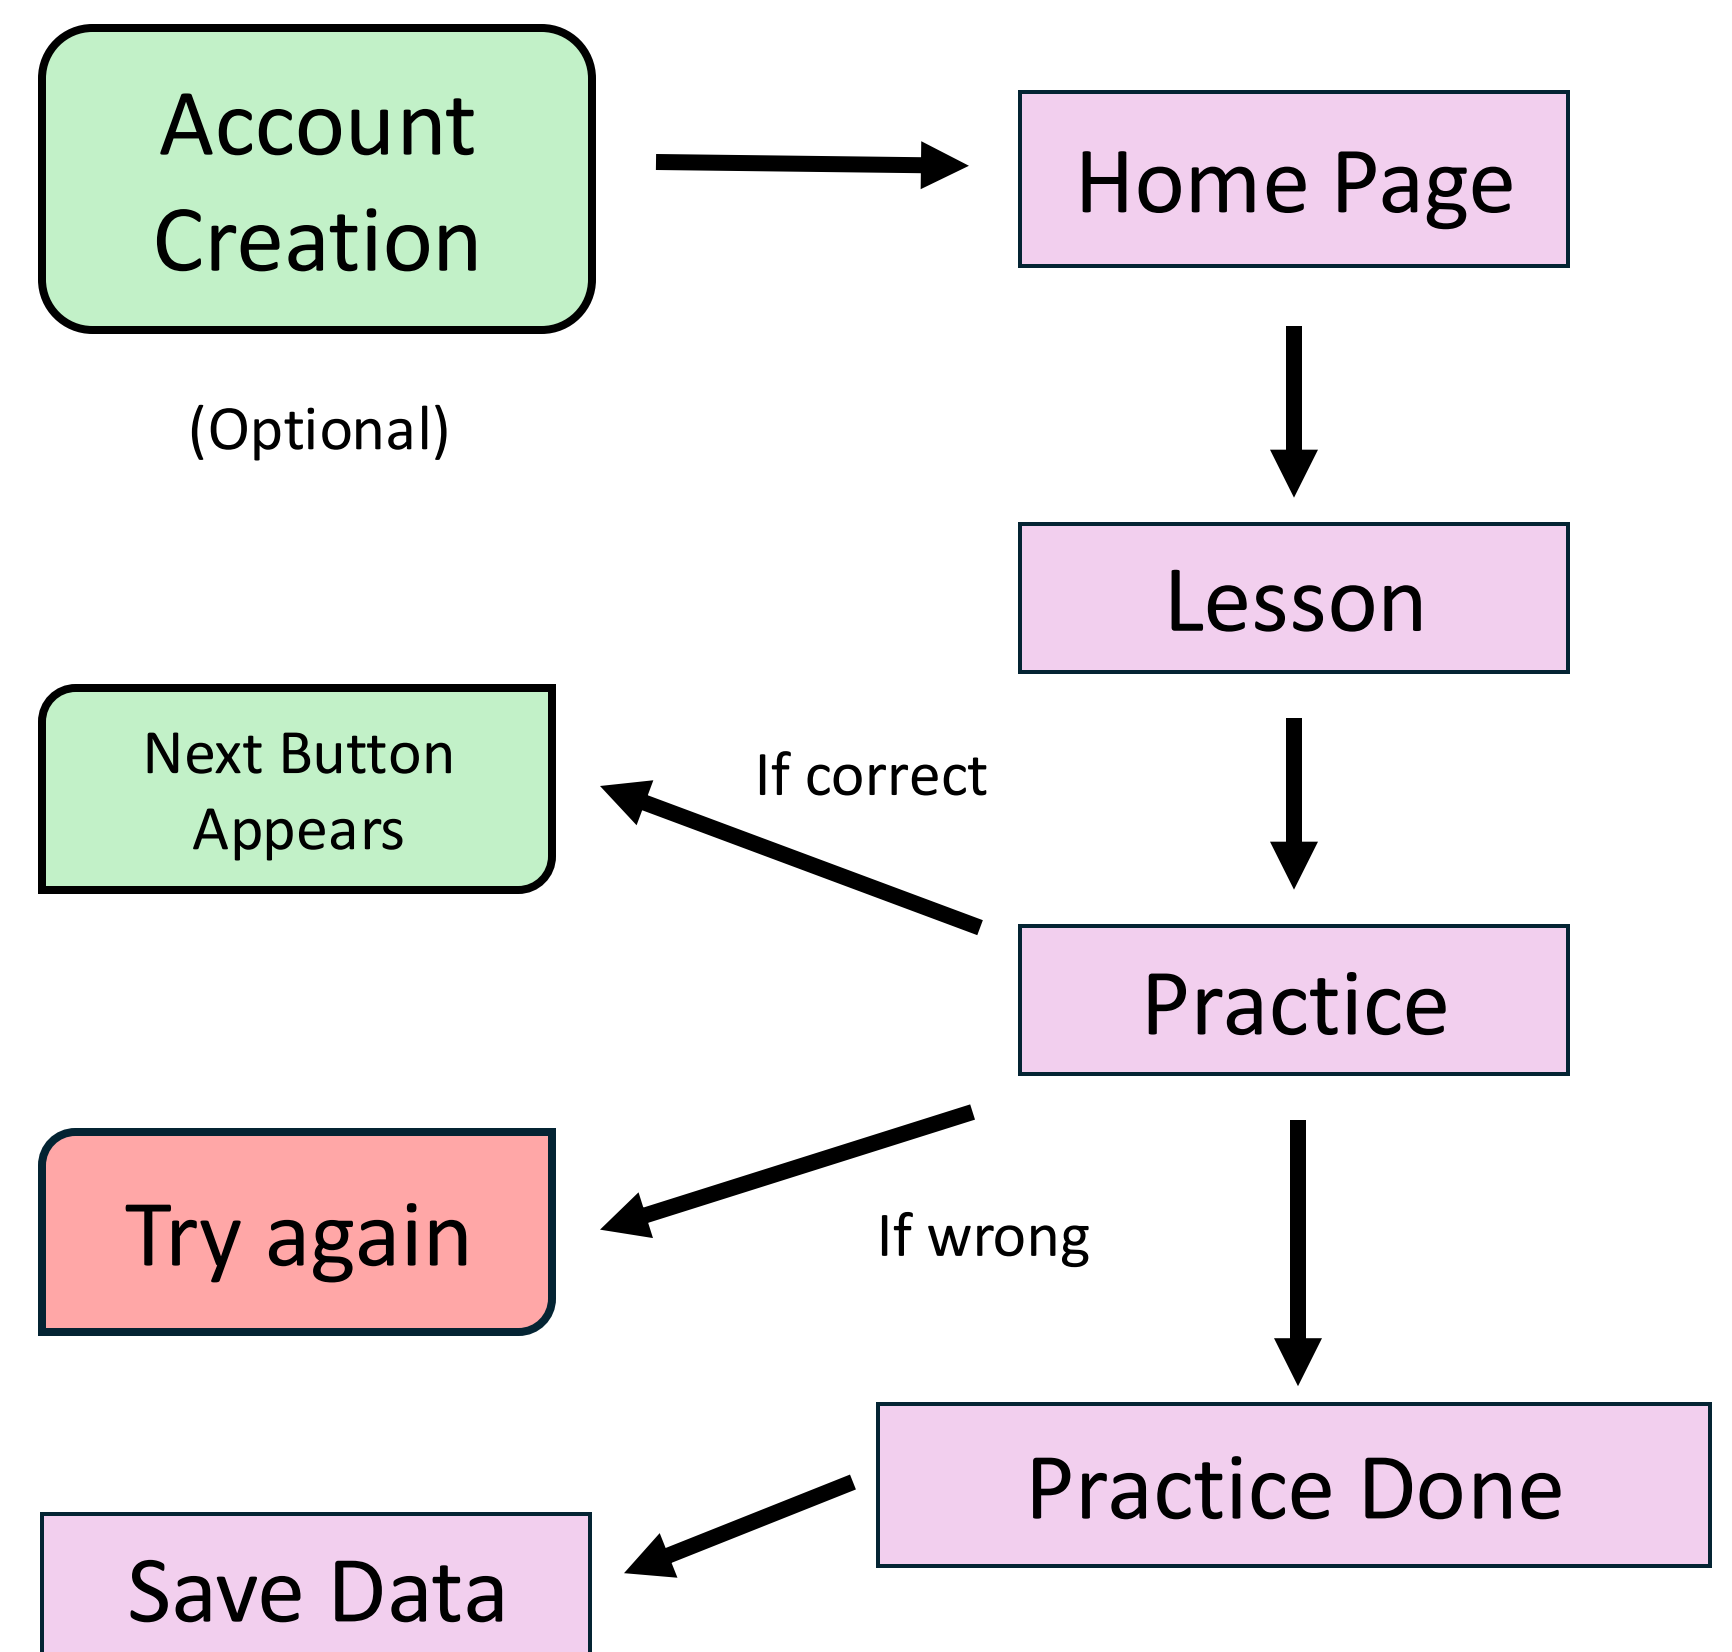 Account
Creation
(Optional)
Home Page
Lesson
Next Button
Appears
If correct
Practice
Try again
If wrong
Practice Done
Save Data